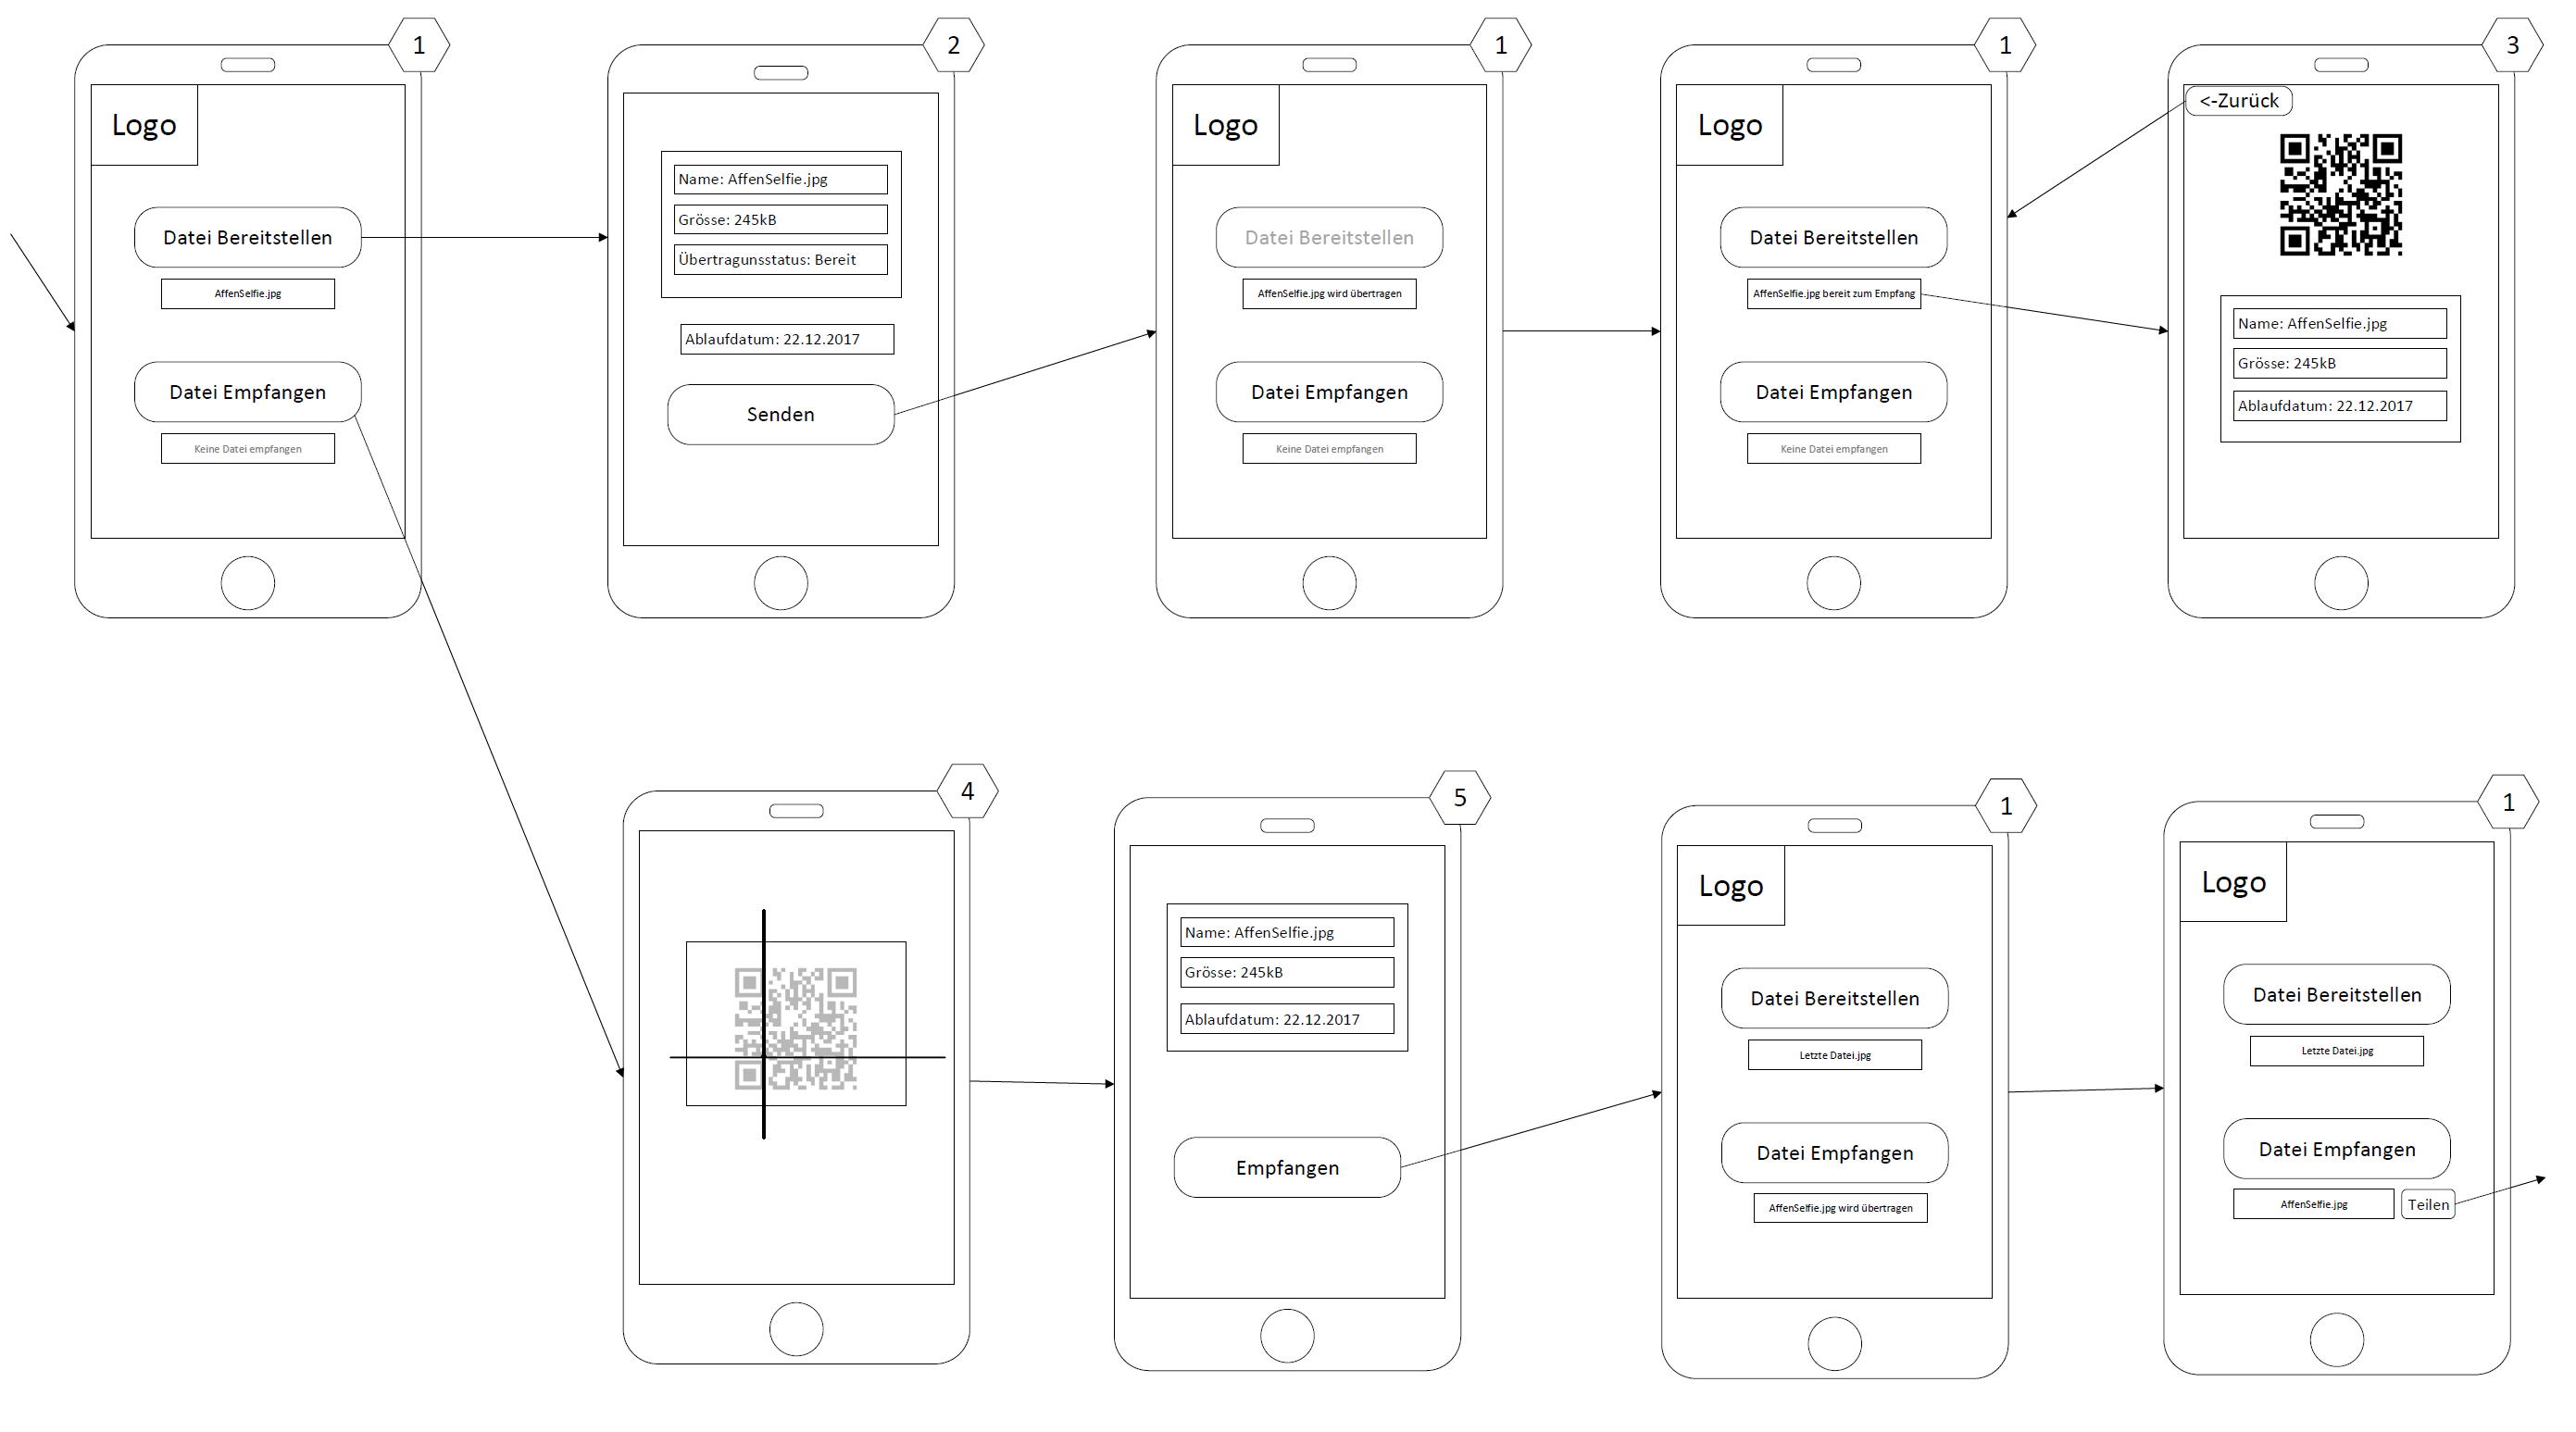 1
Logo
Datei Bereitstellen
AffenSelfie.jpg
Datei Empfangen
Keine Datei empfangen
2
Name: AffenSelfie.jpg
Grösse: 245kB
Übertragunsstatus: Bereit
Ablaufdatum: 22.12.2017
Senden
1
Logo
Datei Bereitstellen
AffenSelfie.jpg wird übertragen
Datei Empfangen
Keine Datei empfangen
1
Logo
Datei Bereitstellen
AffenSelfie.jpg bereit zum Empfang
Datei Empfangen
Keine Datei empfangen
3
<-Zurück
Name: AffenSelfie.jpg
Grösse: 245kB
Ablaufdatum: 22.12.2017
4
5
Name: AffenSelfie.jpg
Grösse: 245kB
Ablaufdatum: 22.12.2017
Empfangen
1
Logo
Datei Bereitstellen
Letzte Datei.jpg
Datei Empfangen
AffenSelfie.jpg wird übertragen
1
Logo
Datei Bereitstellen
Letzte Datei.jpg
Datei Empfangen
AffenSelfie.jpg
Teilen